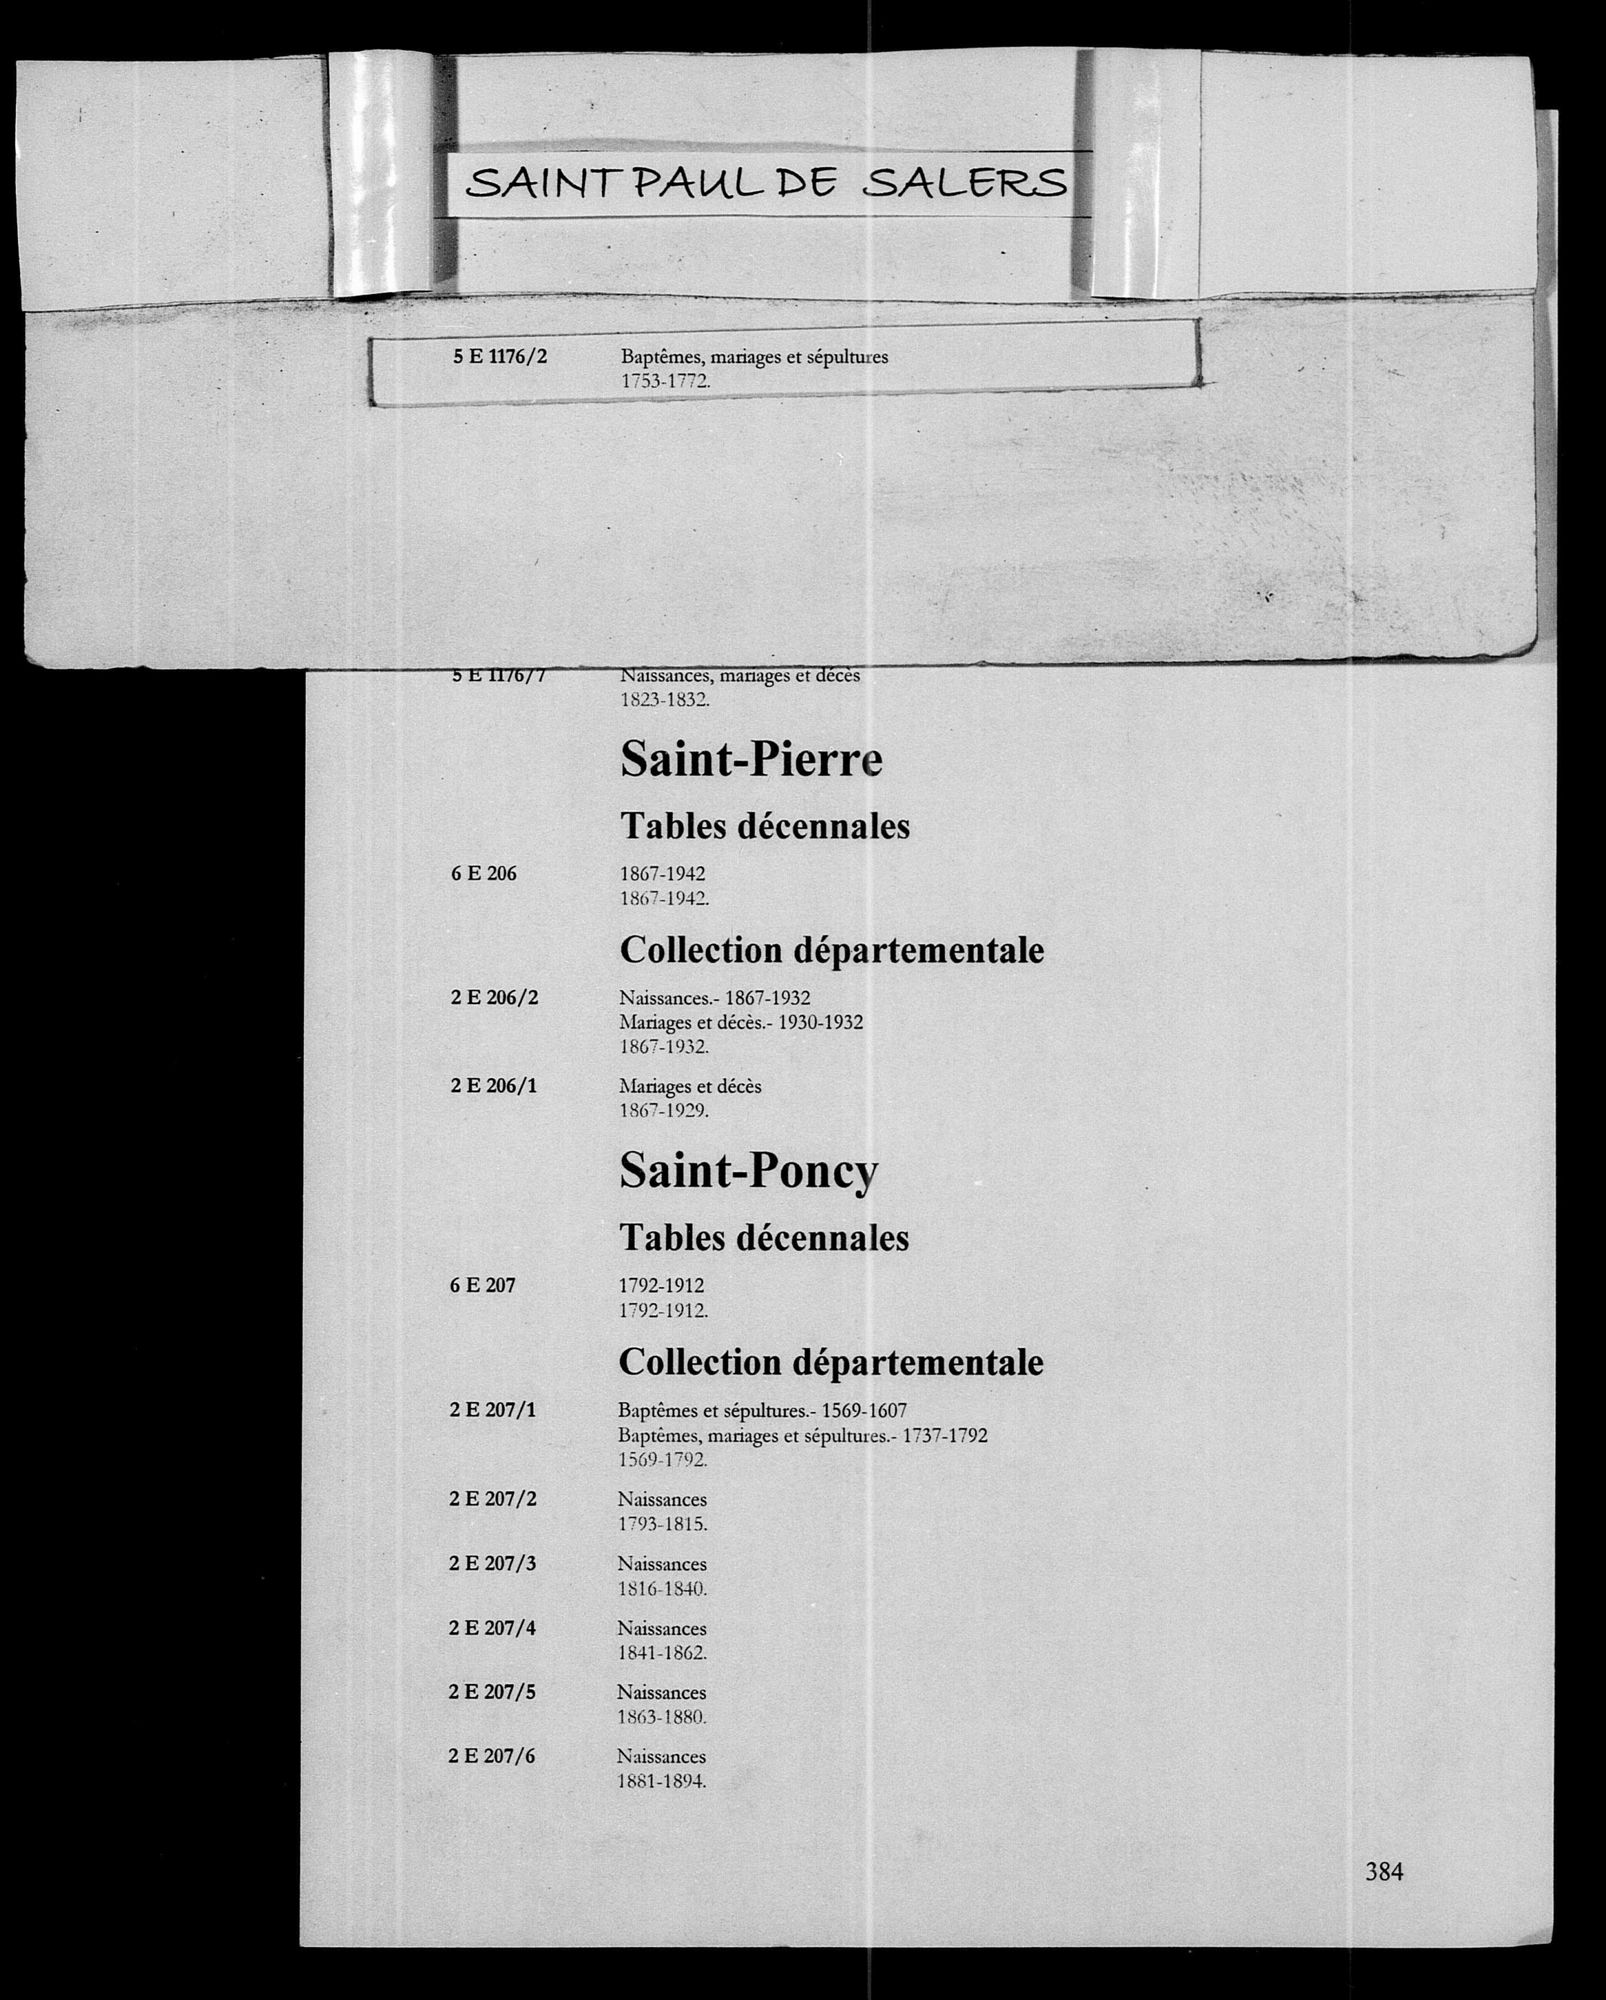 SAINT PAUL DE SALERS
5 E 1176/2 Baptêmes, mariages et sépultures
1753-1772.
5 E 1176/7 Naissances, mariages et décès
1823-1832.
Saint-Pierre
Tables décennales
6 E 206 1867-1942
1867-1942.
Collection départementale
2 E 206/2 Naissances.- 1867-1932
Mariages et décès.- 1930-1932
1867-1932.
2 E 206/1 Mariages et décès
1867-1929.
Saint-Poncy
Tables décennales
6 E 207 1792-1912
1792-1912.
Collection départementale
2 E 207/1 Baptêmes et sépultures.- 1569-1607
Baptêmes, mariages et sépultures.- 1737-1792
1569-1792.
2 E 207/2 Naissances
1793-1815.
2 E 207/3 Naissances
1816-1840.
2 E 207/4 Naissances
1841-1862.
2 E 207/5 Naissances
1863-1880.
2 E 207/6 Naissances
1881-1894.
384